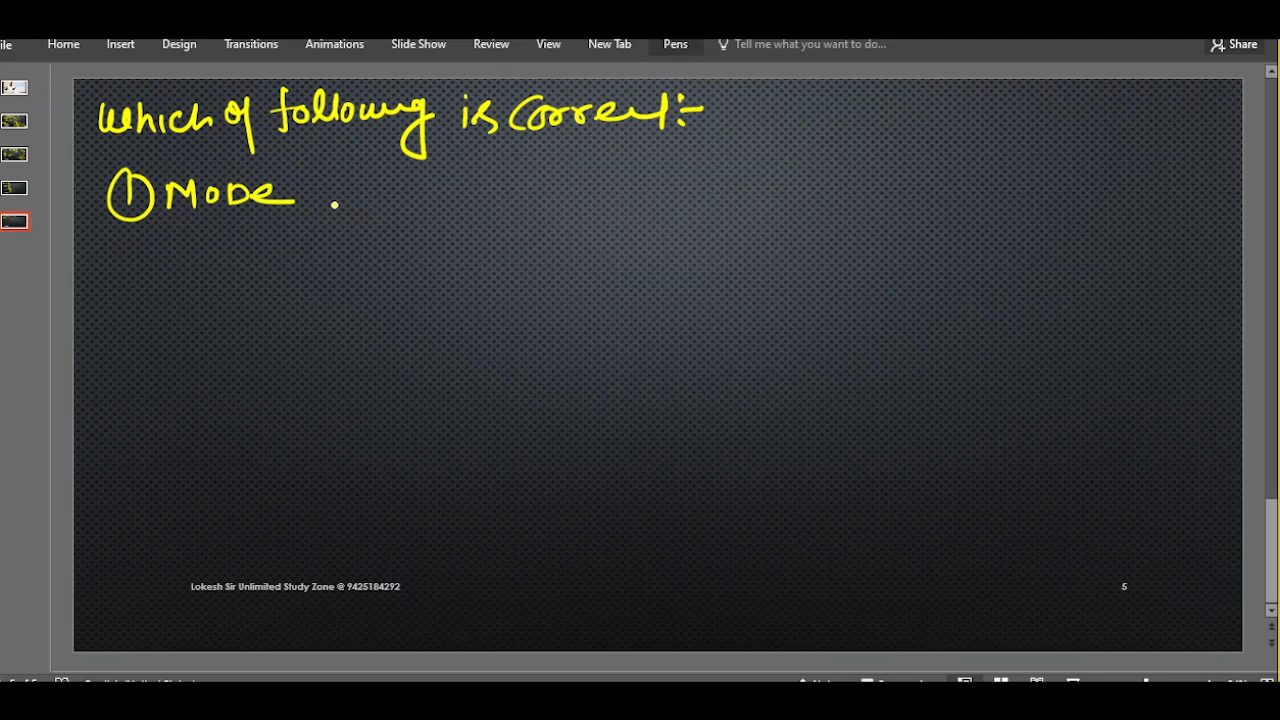 File Home Insert Design Transitions Animations Slide Show Review View New Tab Pens Tell me what you want to do... Share
Which of following is Correct:-
① MODE .
Lokesh Sir Unlimited Study Zone @ 9425184292
5